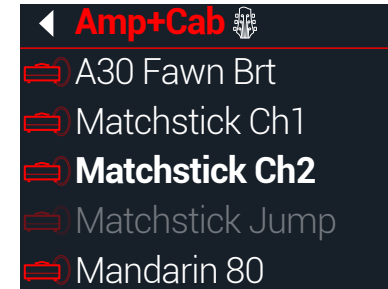 Amp+Cab
A30 Fawn Brt
Matchstick Ch1
Matchstick Ch2
Matchstick Jump
Mandarin 80